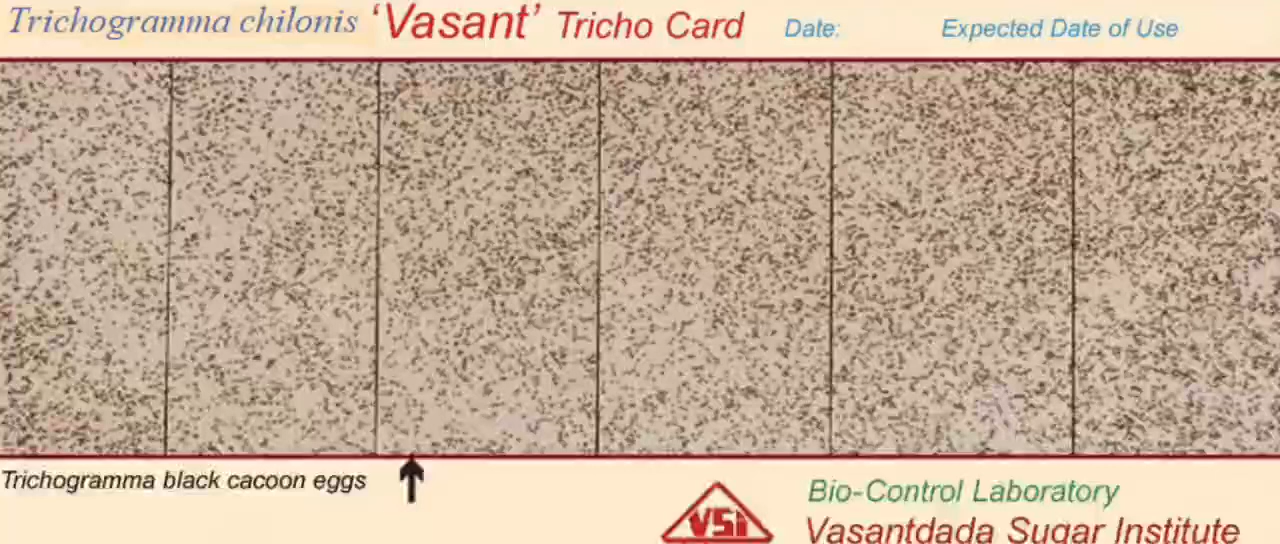 Trichogramma chilonis 'Vasant' Tricho Card Date: Expected Date of Use
Trichogramma black cacoon eggs
VSi
Bio-Control Laboratory
Vasantdada Sugar Institute